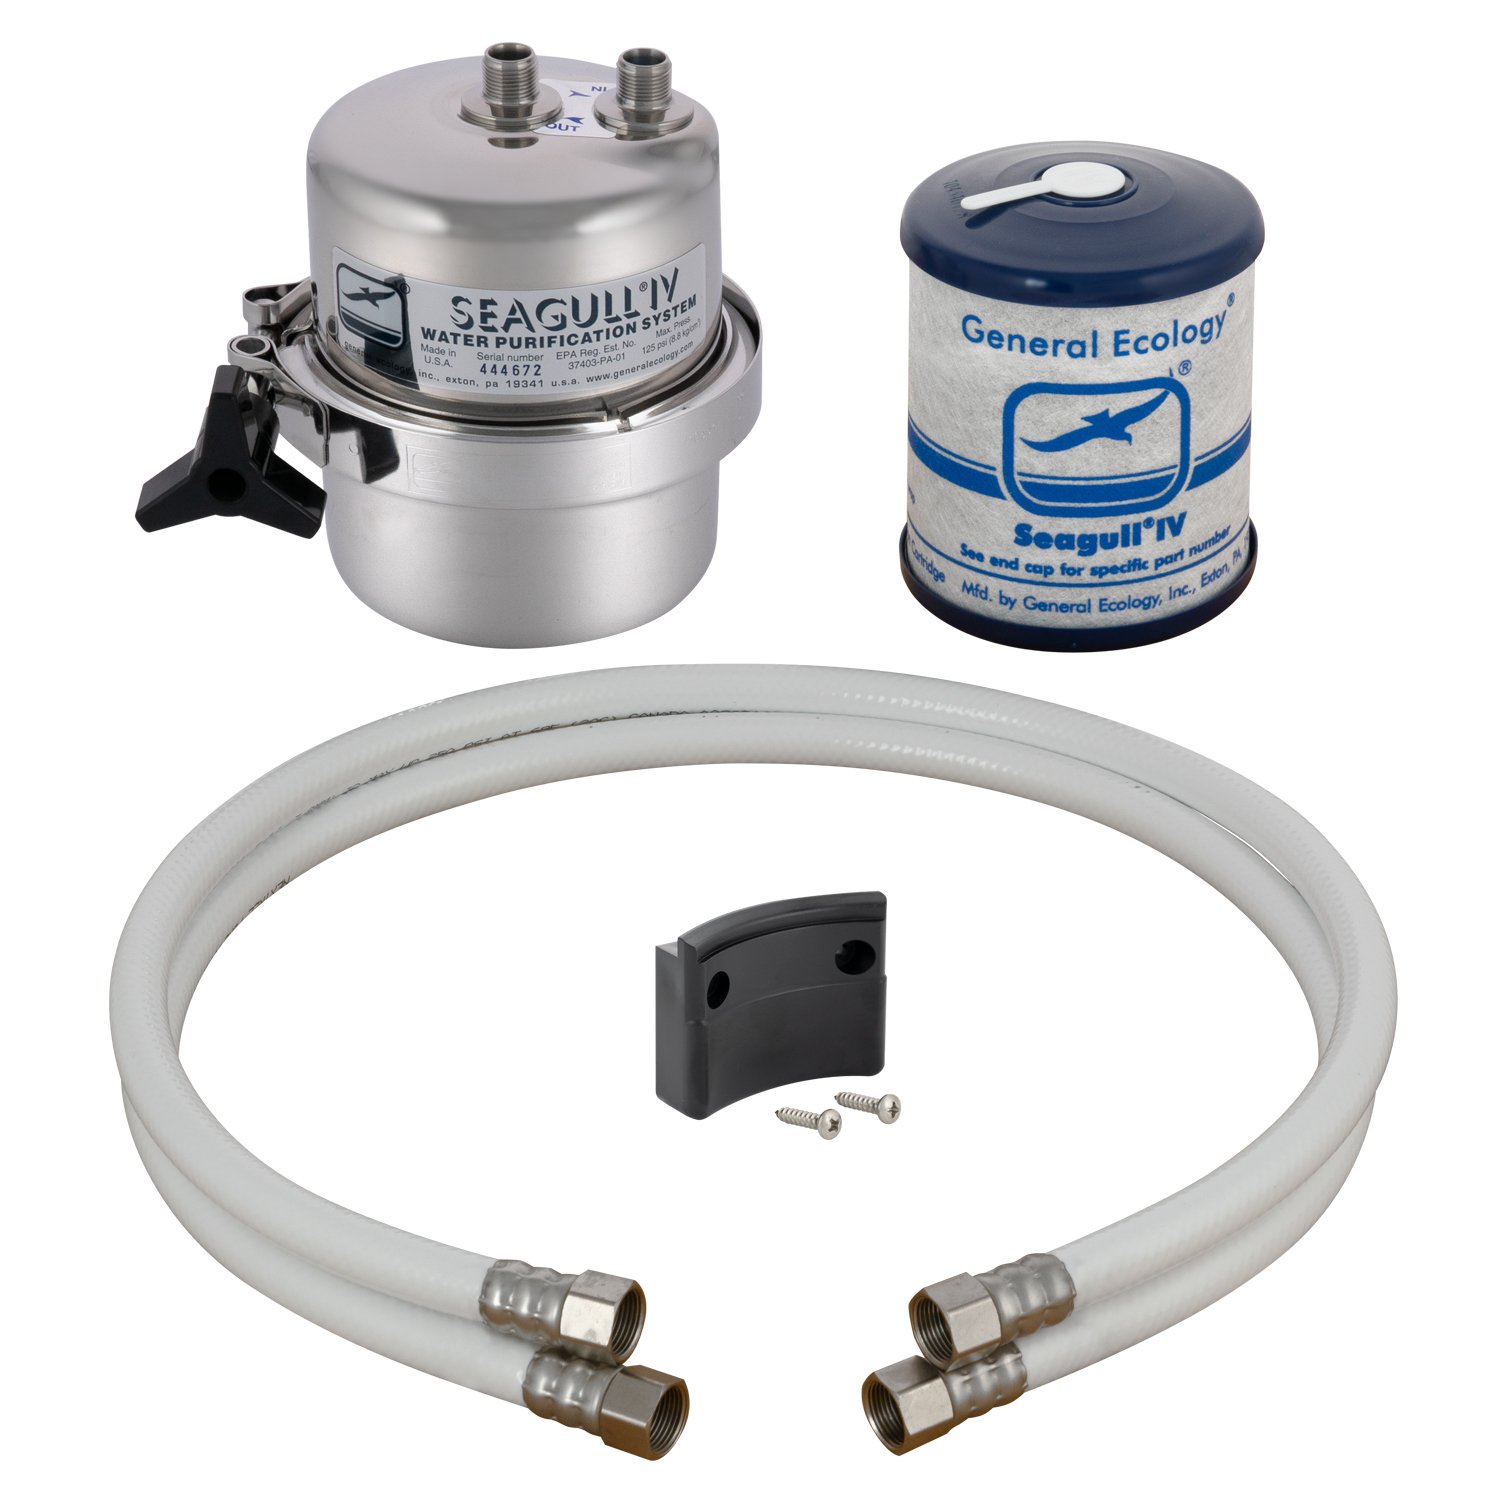 IN
OUT
SEAGULL® IV
WATER PURIFICATION SYSTEM
Made in U.S.A.
Serial number 444672
EPA Reg. Est. No. 37403-PA-01
Max. Press. 125 psi (8.8 kg/cm²)
general ecology, inc., exton, pa 19341 u.s.a. www.generalecology.com
General Ecology®
®
Seagull® IV
See end cap for specific part number
Cartridge
Mfd. by General Ecology, Inc., Exton, PA